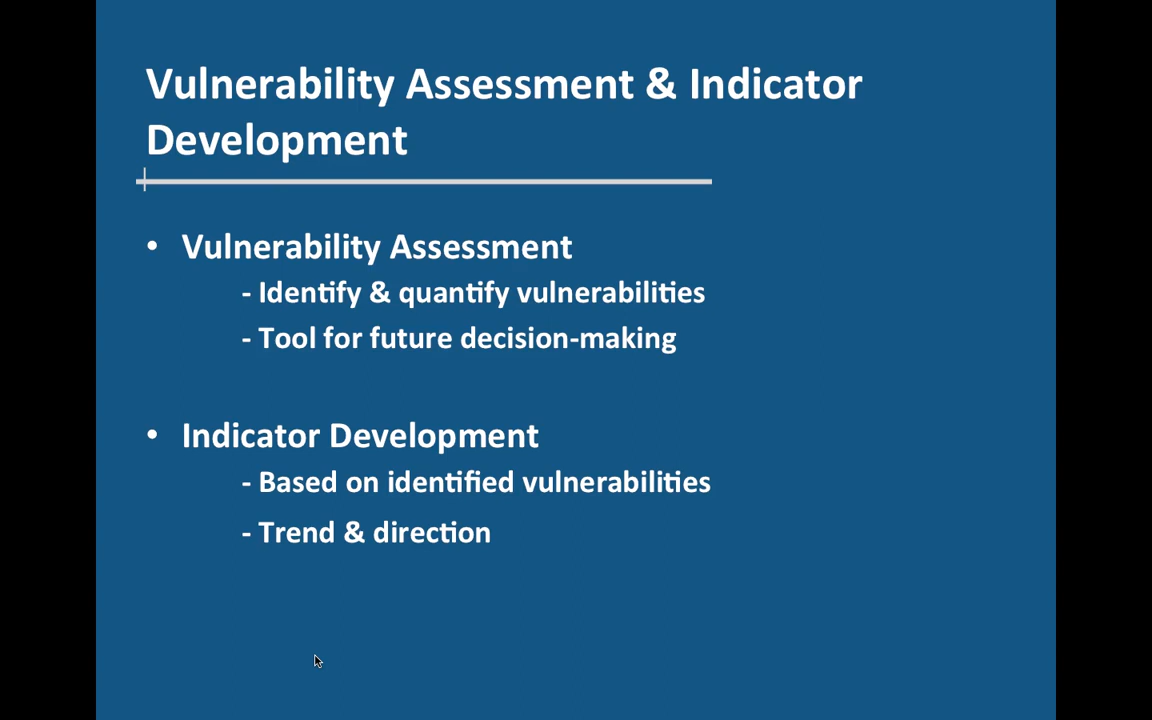 Vulnerability Assessment & Indicator
Development
• Vulnerability Assessment
- Identify & quantify vulnerabilities
- Tool for future decision-making
• Indicator Development
- Based on identified vulnerabilities
- Trend & direction